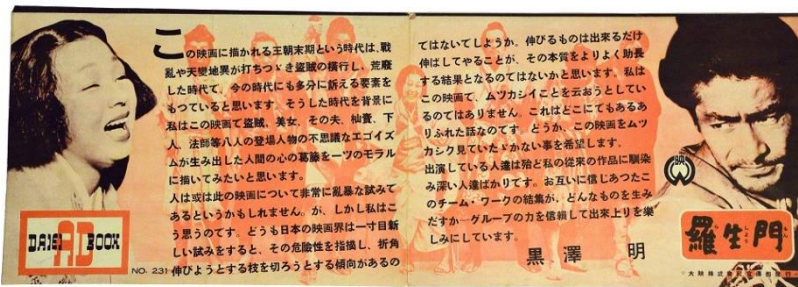 この映画に描かれる王朝末期という時代は、戰
亂や天變地異が打ちつゞき盗賊の横行し、荒廢
した時代で、今の時代にも多分に訴える要素を
もつていると思います。そうした時代を背景に
私はこの映画で盗賊、美女、その夫、仙賣、下
人、法師等八人の登場人物の不思議なエゴイズ
ムが生み出した人間の心の葛藤を一ツのモラル
に描いてみたいと思います。
人は或は此の映画について非常に亂暴な試みで
あるというかもしれません。が、しかし私はこ
う思うのです。どうも日本の映画界は一寸目新
しい試みをすると、その危險性を指摘し、折角
伸びようとする枝を切ろうとする傾向があるの
ではないでしようか。伸びるものは出来るだけ
伸ばしてやることが、その本質をよりよく助長
する結果となるのではないかと思います。私は
この映画で、ムツカシイことを云おうとしてい
るのではありません。これはどこにでもあるあ
りふれた話なのです。どうか、この映画をムツ
カシク見ていたゞかない事を希望します。
出演している人達は殆ど私の從来の作品に馴染
み深い人達ばかりです。お互いに信じあつたこ
のチーム・ワークの結集が、どんなものを生み
だすか―グループの力を信頼して出来上りを樂
しみにしています。
黒澤 明
DAIEI AD BOOK
NO. 231
映
羅生門
らしようもん